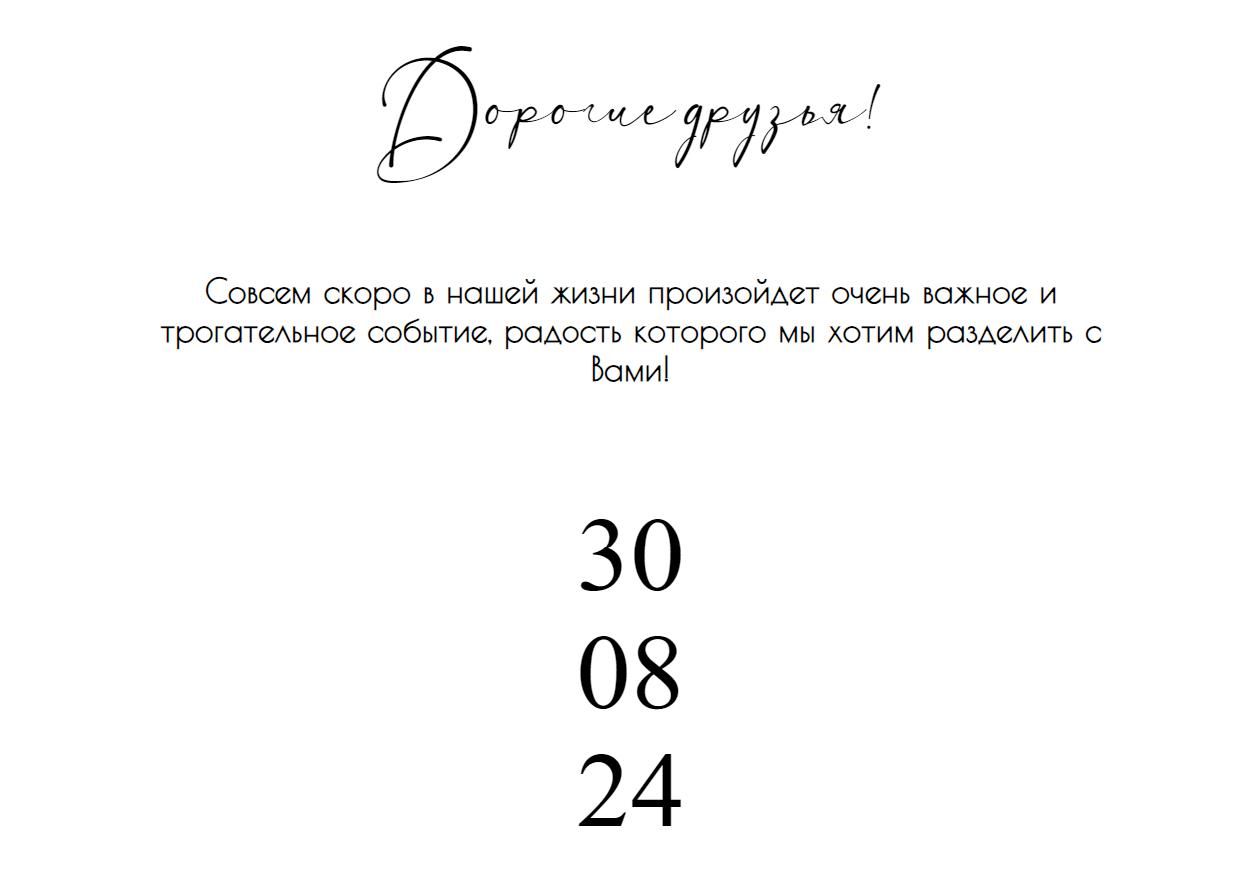 Дорогие друзья!
Совсем скоро в нашей жизни произойдет очень важное и
трогательное событие, радость которого мы хотим разделить с
Вами!
30
08
24